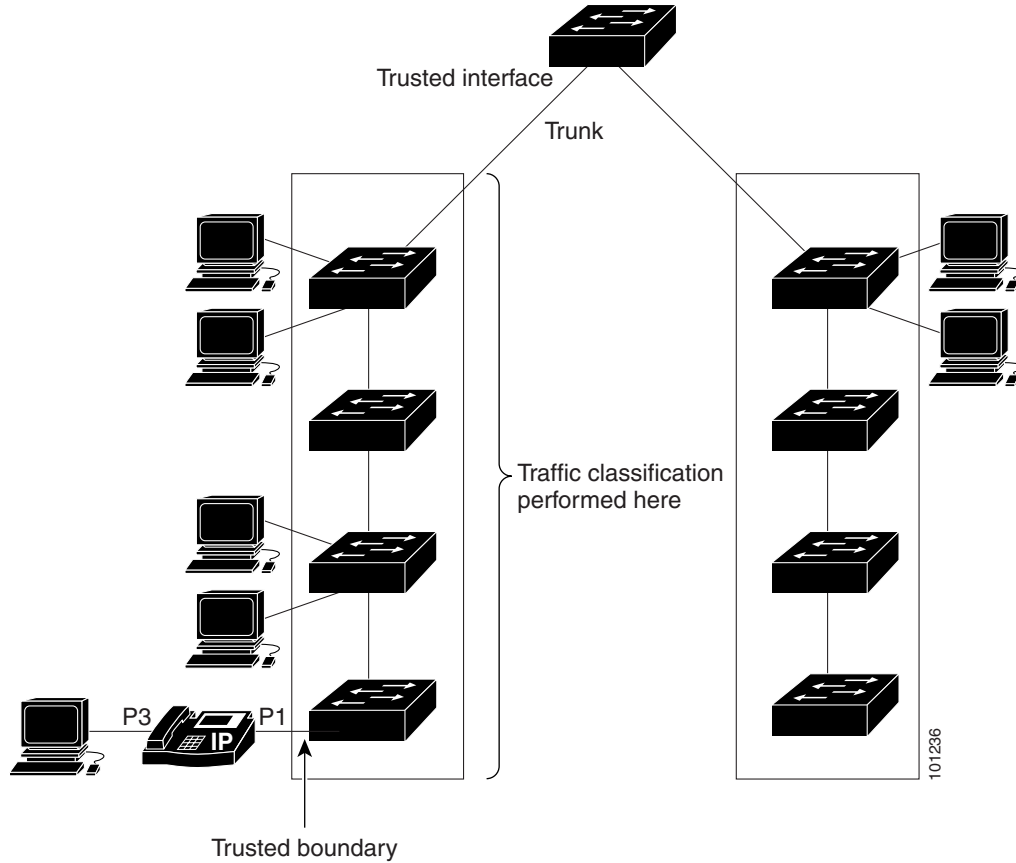 Trusted interface
Trunk
Traffic classification
performed here
P3
P1
IP
101236
Trusted boundary